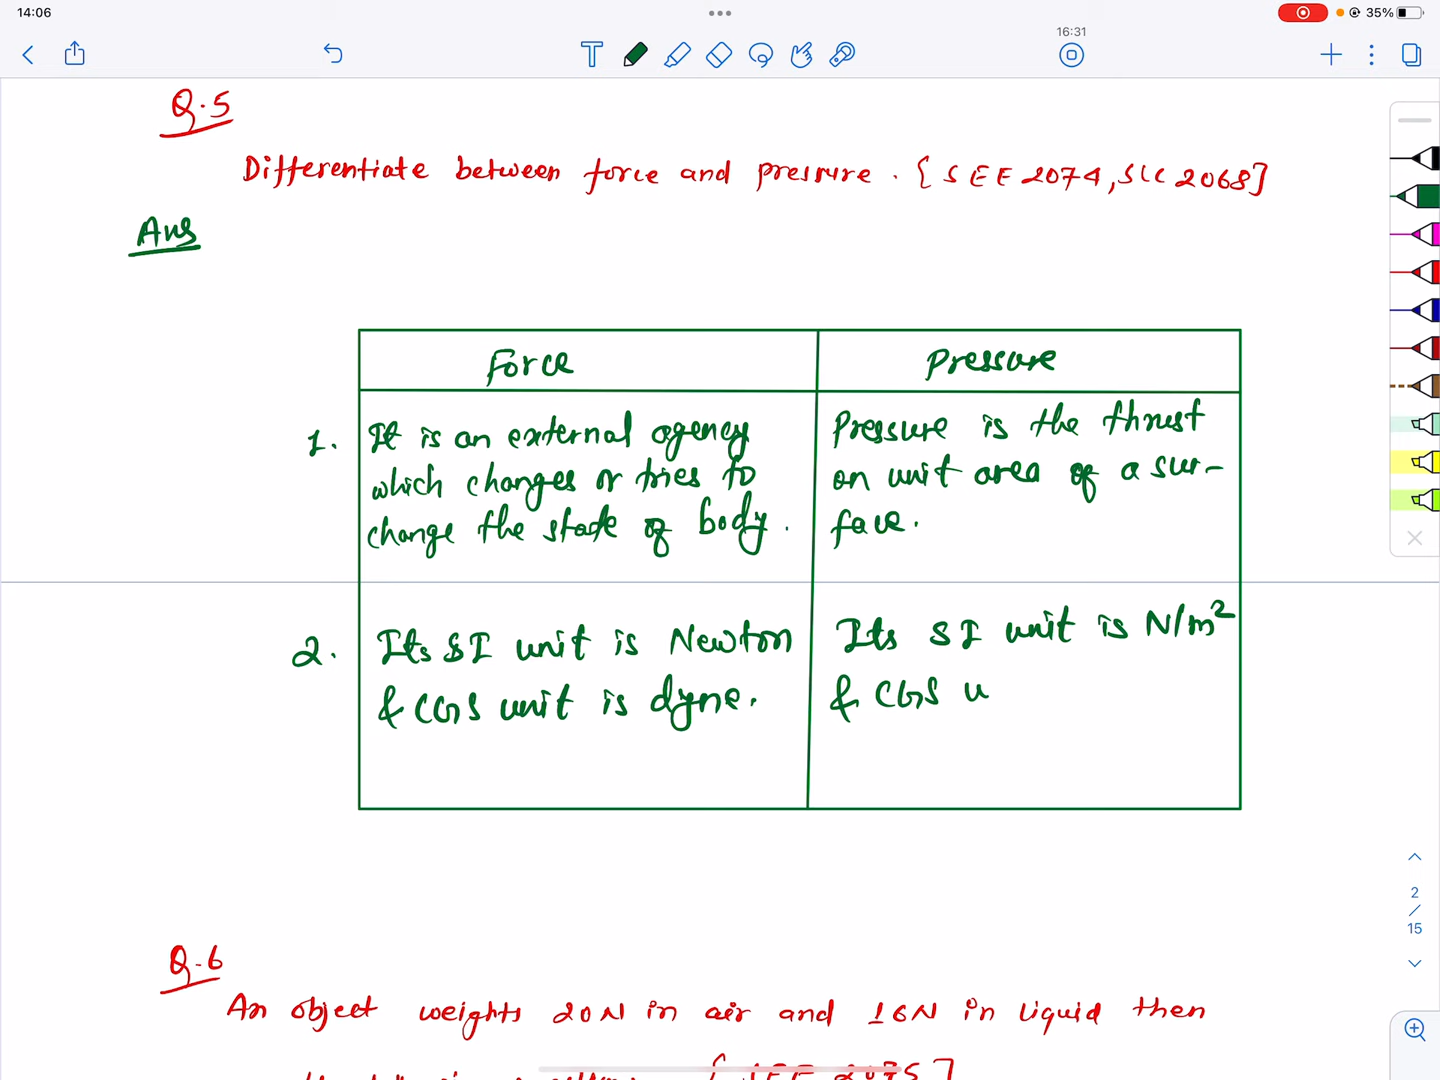 14:06
35%
16:31
Q.5
Differentiate between force and pressure. [SEE 2074, SLC 2068]
Ans
Force
Pressure
1. It is an external agency
which changes or tries to
change the state of body.
Pressure is the thrust
on unit area of a sur-
face.
2. Its SI unit is Newton
& CGS unit is dyne.
Its SI unit is N/m²
& CGS u
2
/
15
Q.6
An object weights 20N in air and 16N in liquid then